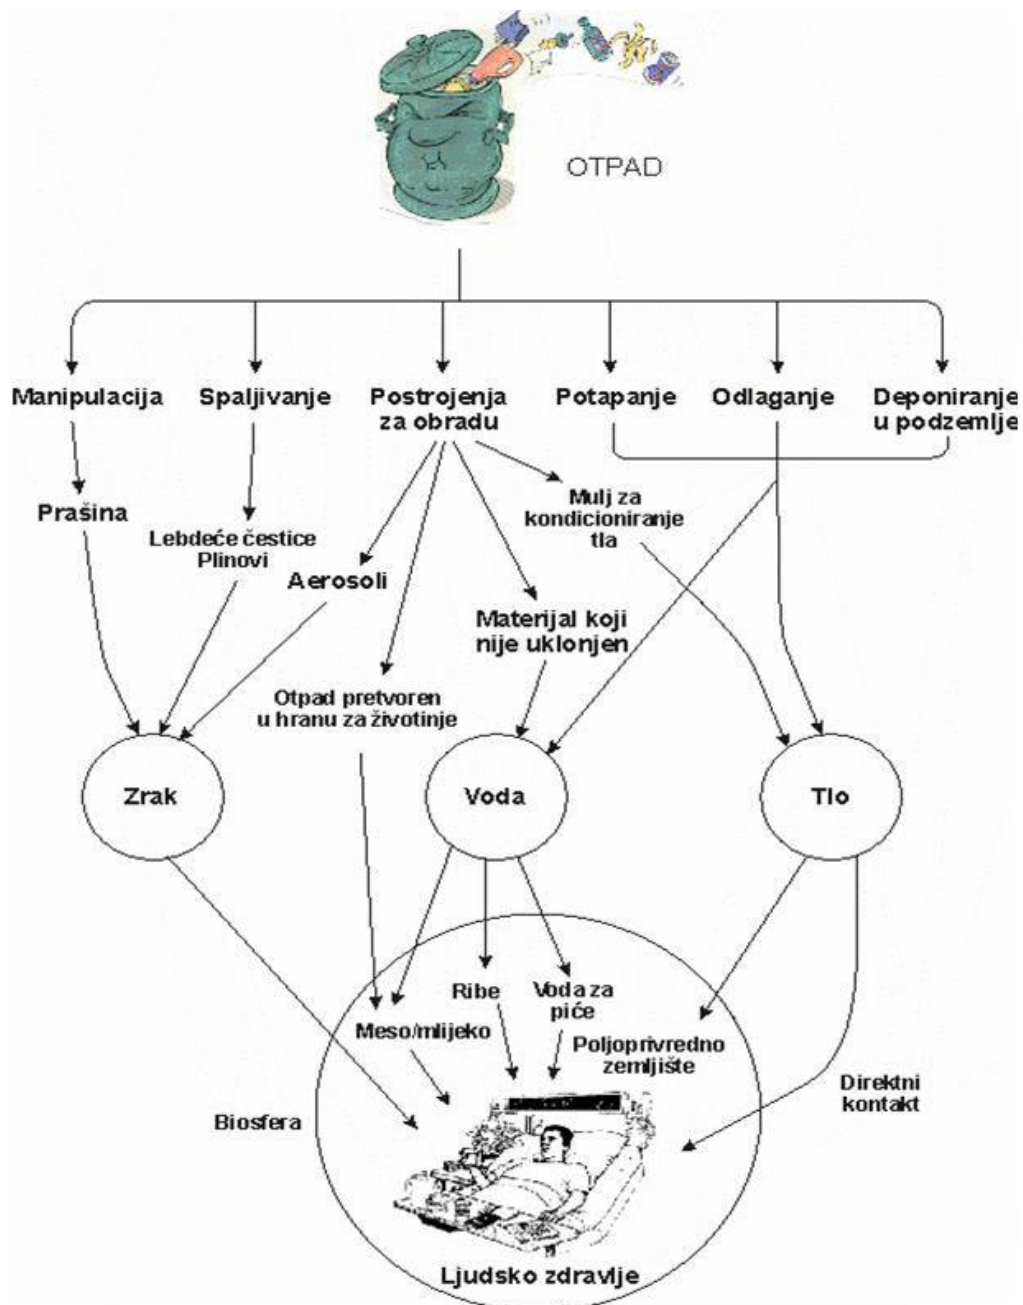 OTPAD
Manipulacija
Spaljivanje
Postrojenja
za obradu
Potapanje
Odlaganje
Deponiranje
u podzemlje
Prašina
Lebdeće čestice
Plinovi
Aerosoli
Mulj za
kondicioniranje
tla
Materijal koji
nije uklonjen
Otpad pretvoren
u hranu za životinje
Zrak
Voda
Tlo
Ribe
Voda za
piće
Meso/mlijeko
Poljoprivredno
zemljište
Direktni
kontakt
Biosfera
Ljudsko zdravlje